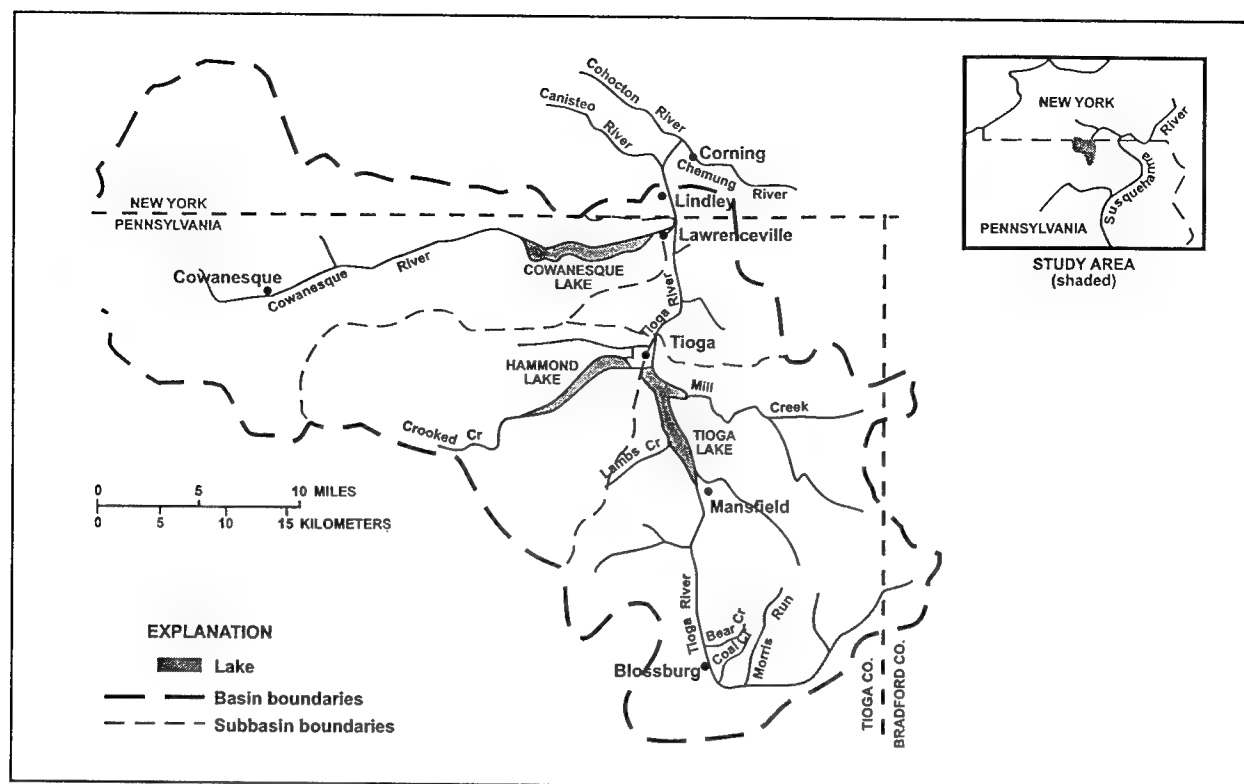 Cohocton River
Canisteo River
Corning
Chemung River
Lindley
NEW YORK
PENNSYLVANIA
Lawrenceville
COWANESQUE
LAKE
Cowanesque
Cowanesque River
Tioga River
Tioga
HAMMOND
LAKE
Mill Creek
Crooked Cr
Lambs Cr
TIOGA
LAKE
Mansfield
Tioga River
Bear Cr
Coal Cr
Morris Run
Blossburg
TIOGA CO.
BRADFORD CO.
0 5 10 MILES
0 5 10 15 KILOMETERS
EXPLANATION
Lake
Basin boundaries
Subbasin boundaries
NEW YORK
River
Susquehanna
PENNSYLVANIA
STUDY AREA
(shaded)